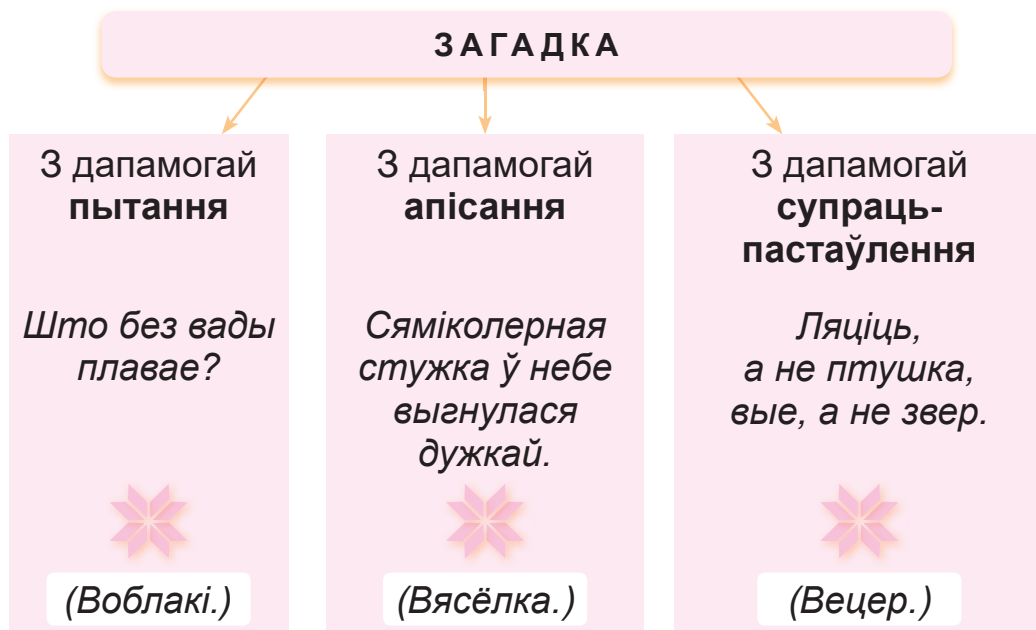 ЗАГАДКА
З дапамогай
пытання
Што без вады
плавае?
(Воблакі.)
З дапамогай
апісання
Сяміколерная
стужка ў небе
выгнулася
дужкай.
(Вясёлка.)
З дапамогай
супраць-
пастаўлення
Ляціць,
а не птушка,
вые, а не звер.
(Вецер.)